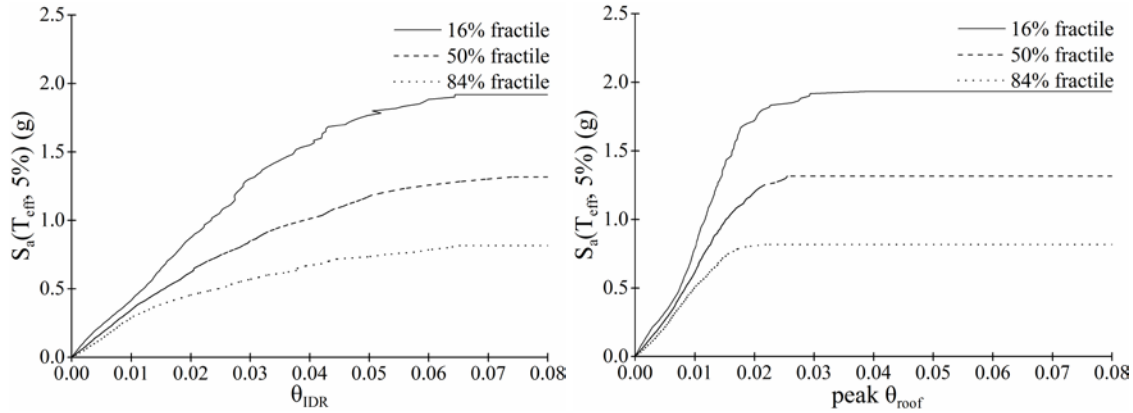 2.5
16% fractile
50% fractile
84% fractile
2.0
1.5
1.0
0.5
0.0
Sa(Teff, 5%) (g)
0.00 0.01 0.02 0.03 0.04 0.05 0.06 0.07 0.08
θIDR
2.5
16% fractile
50% fractile
84% fractile
2.0
1.5
1.0
0.5
0.0
Sa(Teff, 5%) (g)
0.00 0.01 0.02 0.03 0.04 0.05 0.06 0.07 0.08
peak θroof